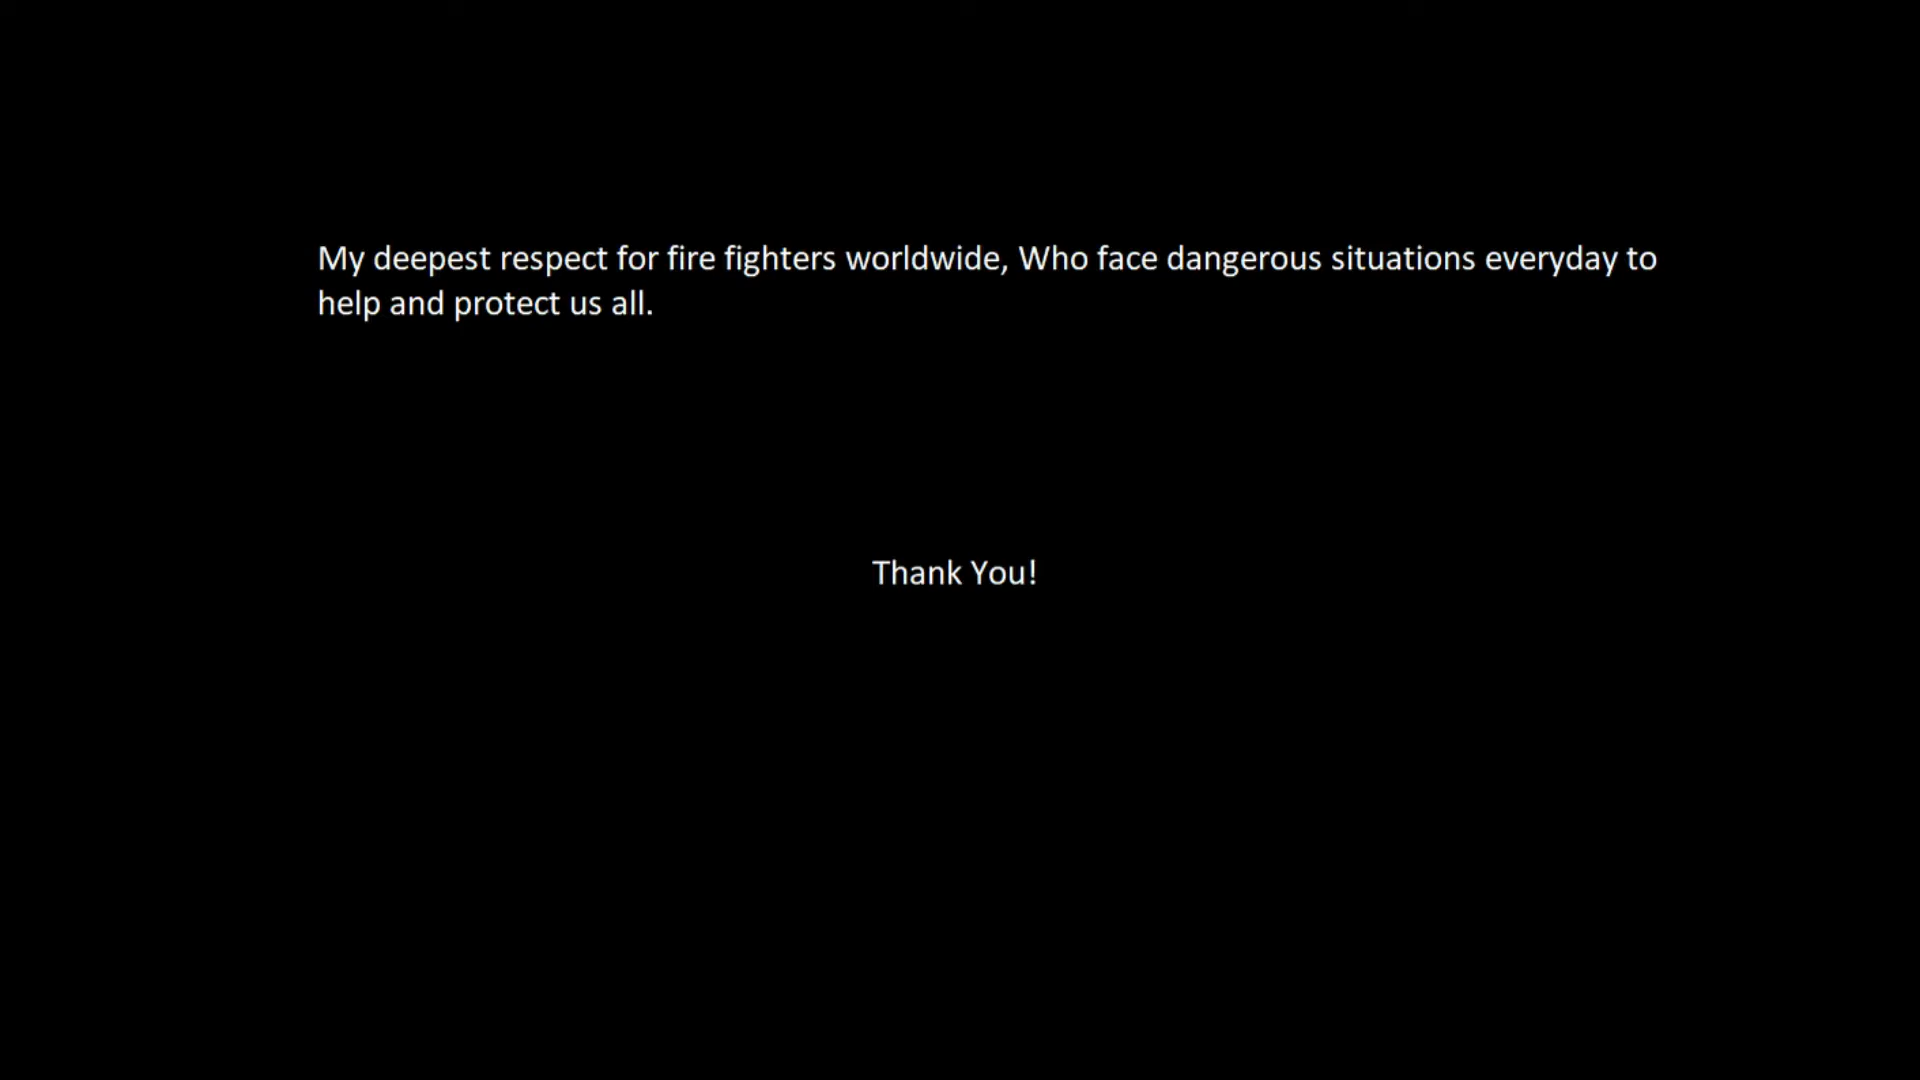 My deepest respect for fire fighters worldwide, Who face dangerous situations everyday to
help and protect us all.
Thank You!